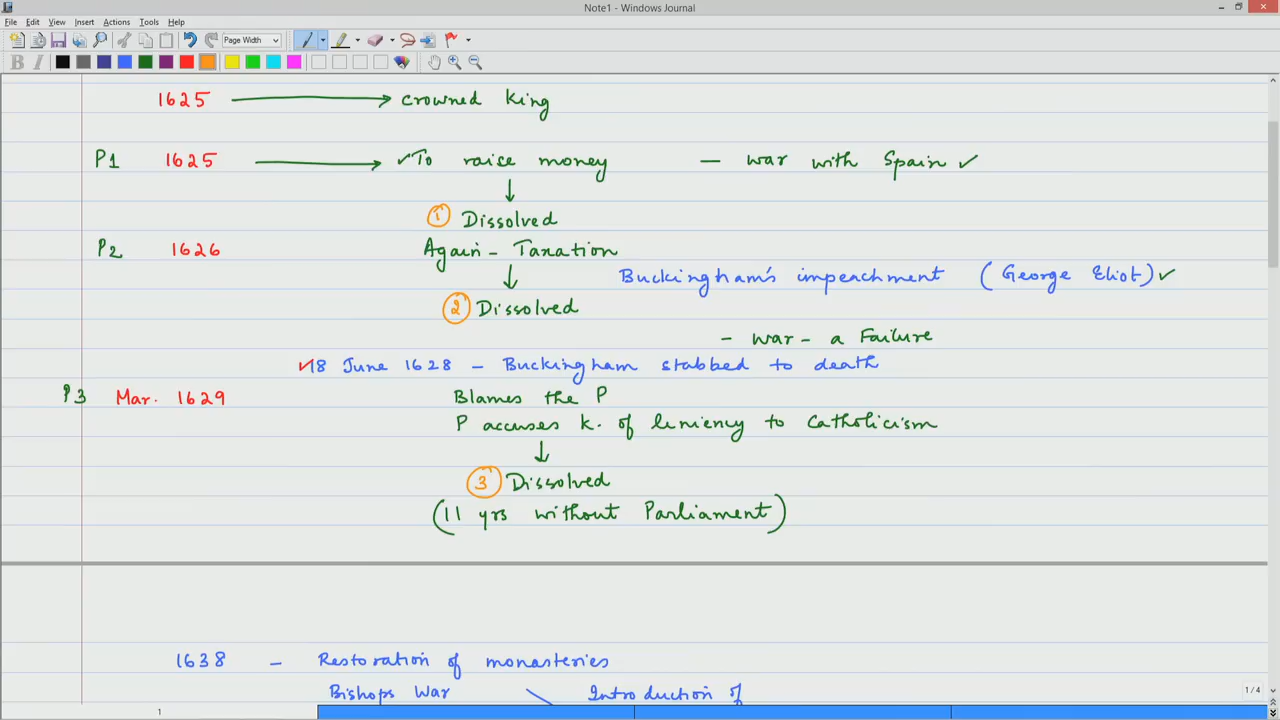 Note1 - Windows Journal
File Edit View Insert Actions Tools Help
Page Width
B I
1625 → crowned king
P1 1625 → ✓To raise money — war with Spain ✓
↓
① Dissolved
P2 1626 Again - Taxation
↓ Buckingham's impeachment (George Eliot) ✓
② Dissolved
- war - a Failure
✓18 June 1628 - Buckingham stabbed to death
P3 Mar. 1629 Blames the P
P accuses k. of liniency to Catholicism
↓
③ Dissolved
(11 yrs without Parliament)
1638 - Restoration of monasteries
Bishops War Introduction of
1/4
1